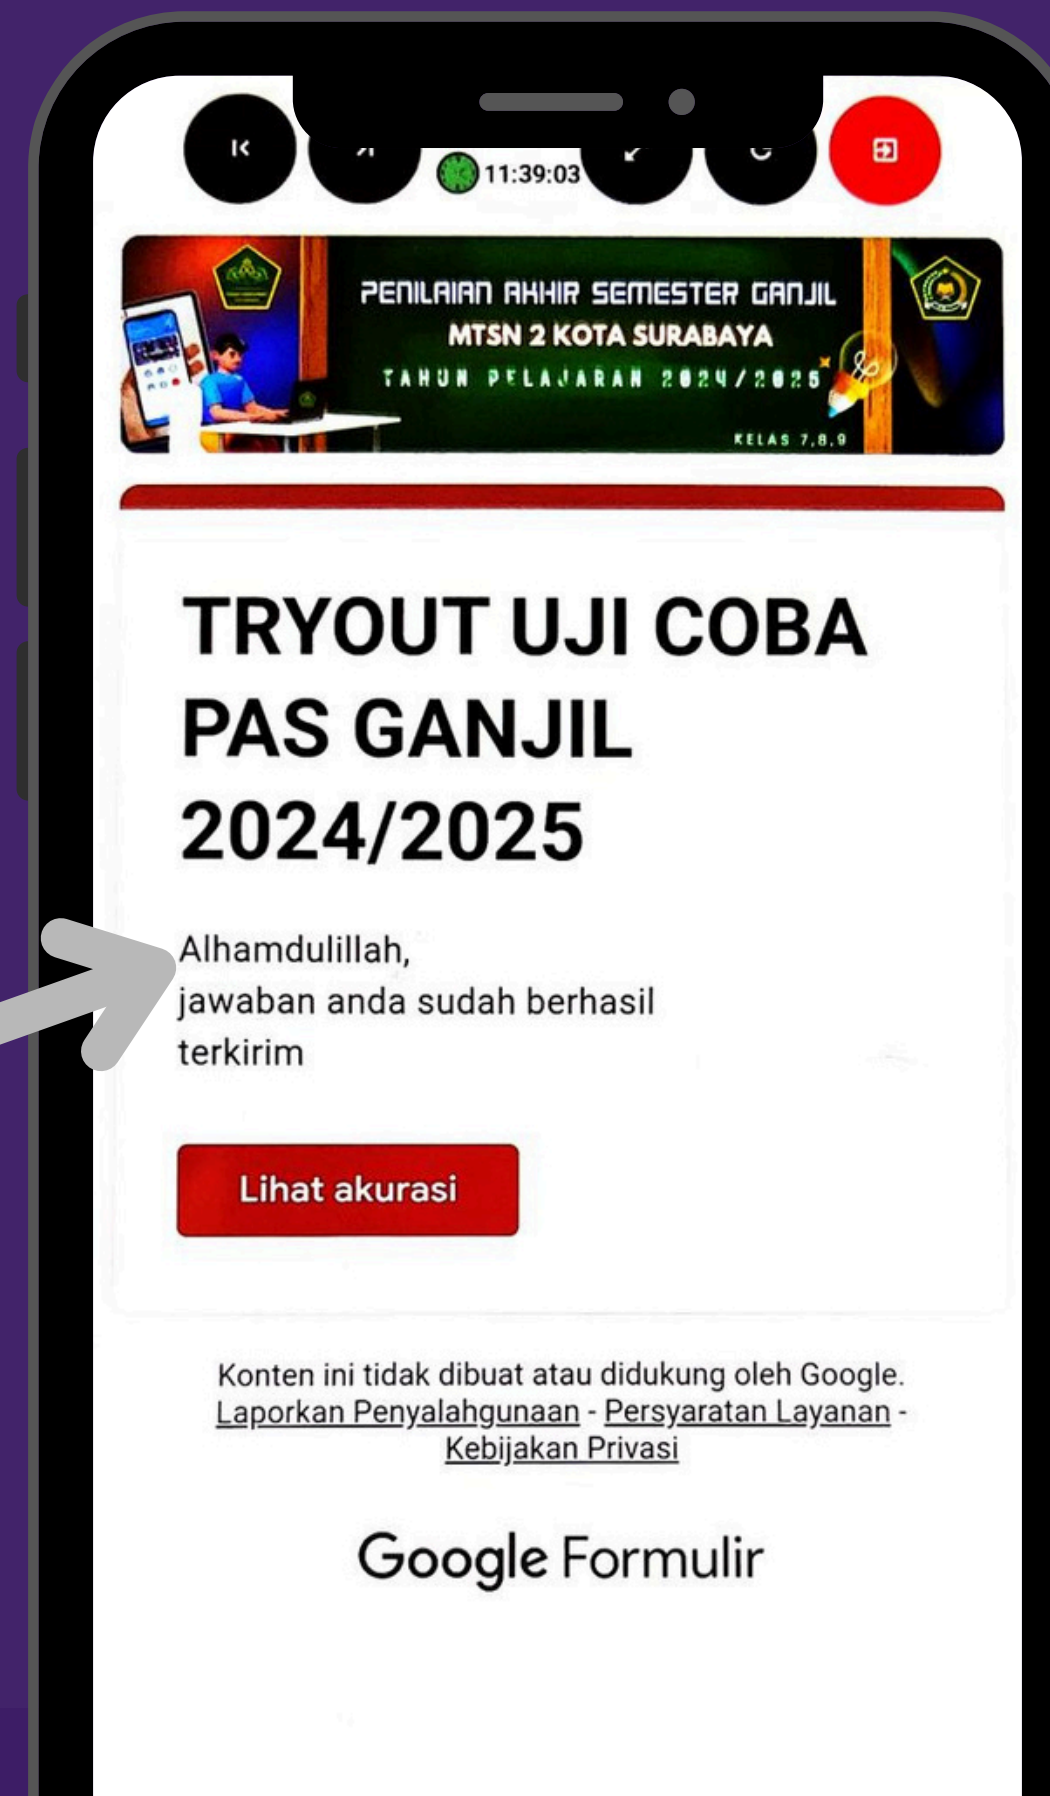 11:39:03
PENILAIAN AKHIR SEMESTER GANJIL
MTSN 2 KOTA SURABAYA
TAHUN PELAJARAN 2024/2025
KELAS 7,8,9
TRYOUT UJI COBA
PAS GANJIL
2024/2025
Alhamdulillah,
jawaban anda sudah berhasil
terkirim
Lihat akurasi
Konten ini tidak dibuat atau didukung oleh Google.
Laporkan Penyalahgunaan - Persyaratan Layanan -
Kebijakan Privasi
Google Formulir